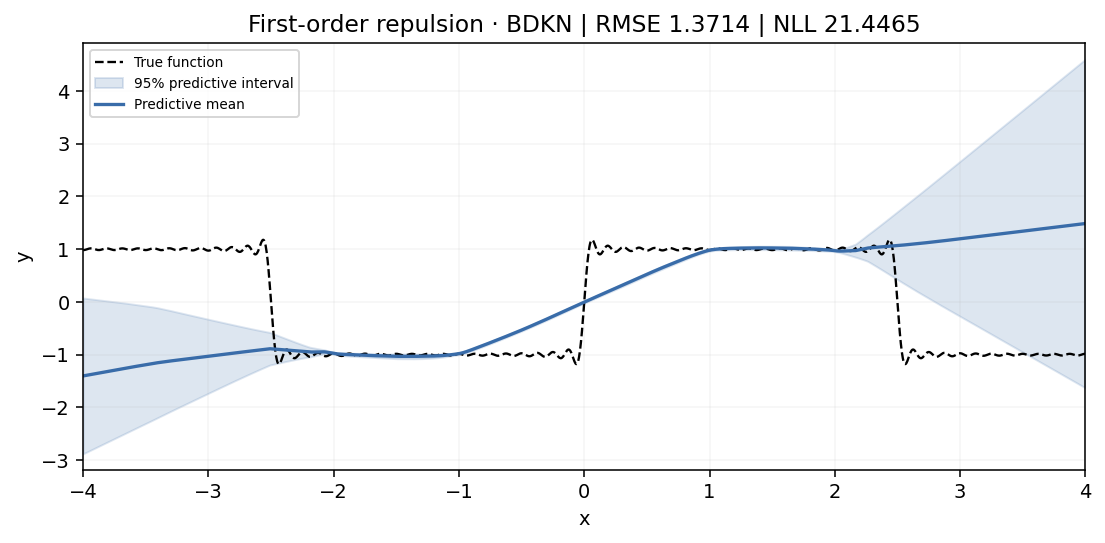 First-order repulsion · BDKN | RMSE 1.3714 | NLL 21.4465
True function
95% predictive interval
Predictive mean
y
4
3
2
1
0
−1
−2
−3
−4 −3 −2 −1 0 1 2 3 4
x